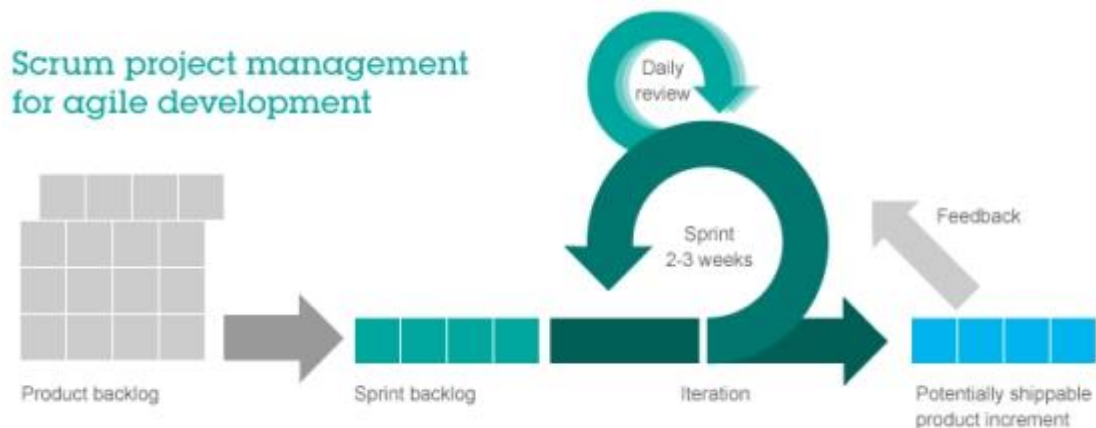 Scrum project management
for agile development
Daily
review
Sprint
2-3 weeks
Feedback
Product backlog
Sprint backlog
Iteration
Potentially shippable
product increment